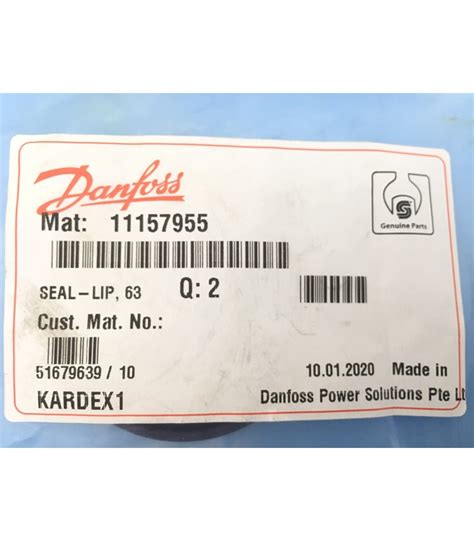 Danfoss
Genuine Parts
Mat: 11157955
SEAL-LIP, 63 Q: 2
Cust. Mat. No.:
51679639 / 10
10.01.2020 Made in
KARDEX1
Danfoss Power Solutions Pte Lt